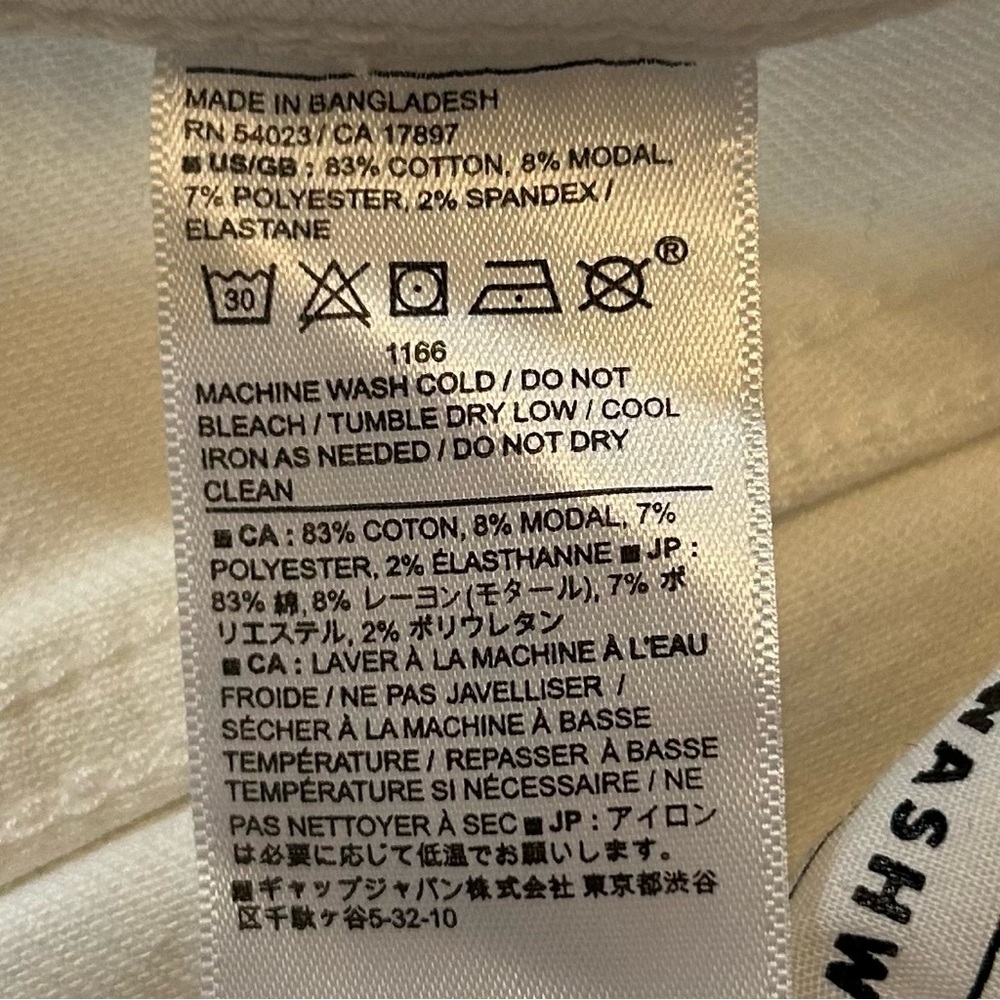 MADE IN BANGLADESH
RN 54023 / CA 17897
■ US/GB : 83% COTTON, 8% MODAL,
7% POLYESTER, 2% SPANDEX /
ELASTANE
30 ®
1166
MACHINE WASH COLD / DO NOT
BLEACH / TUMBLE DRY LOW / COOL
IRON AS NEEDED / DO NOT DRY
CLEAN
■ CA : 83% COTON, 8% MODAL, 7%
POLYESTER, 2% ÉLASTHANNE ■ JP :
83% 綿, 8% レーヨン(モダール), 7% ポ
リエステル, 2% ポリウレタン
■ CA : LAVER À LA MACHINE À L'EAU
FROIDE / NE PAS JAVELLISER /
SÉCHER À LA MACHINE À BASSE
TEMPÉRATURE / REPASSER À BASSE
TEMPÉRATURE SI NÉCESSAIRE / NE
PAS NETTOYER À SEC ■ JP : アイロン
は必要に応じて低温でお願いします。
■ ギャップジャパン株式会社 東京都渋谷
区千駄ヶ谷5-32-10